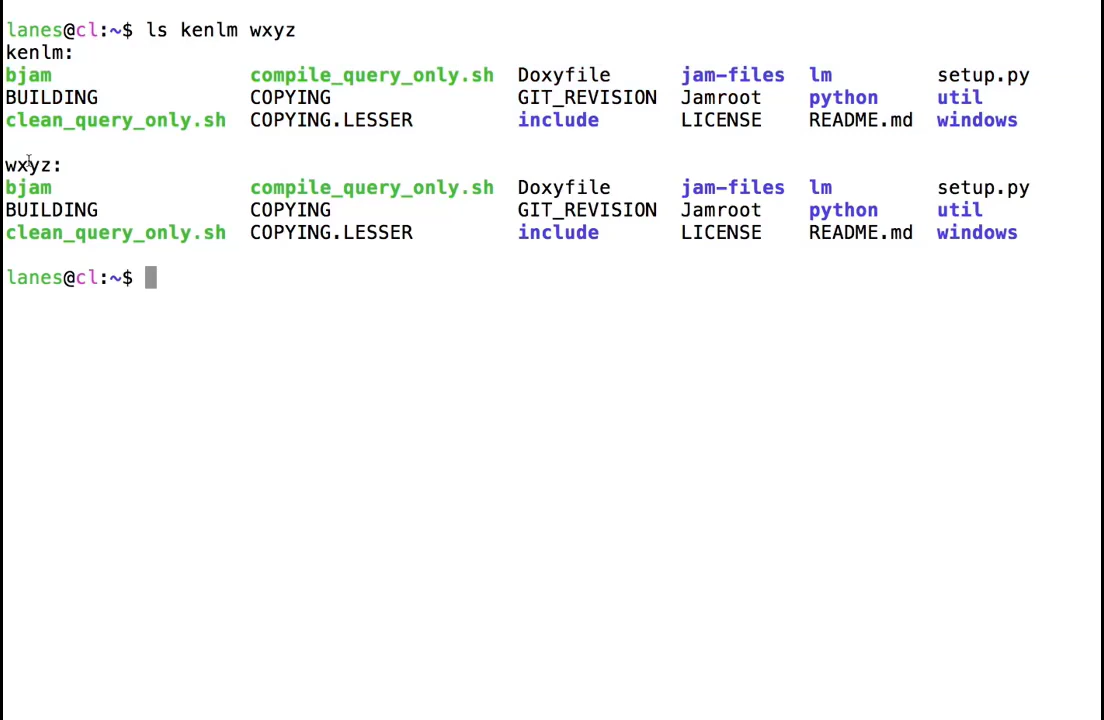 lanes@cl:~$ ls kenlm wxyz
kenlm:
bjam compile_query_only.sh Doxyfile jam-files lm setup.py
BUILDING COPYING GIT_REVISION Jamroot python util
clean_query_only.sh COPYING.LESSER include LICENSE README.md windows
wxyz:
bjam compile_query_only.sh Doxyfile jam-files lm setup.py
BUILDING COPYING GIT_REVISION Jamroot python util
clean_query_only.sh COPYING.LESSER include LICENSE README.md windows
lanes@cl:~$